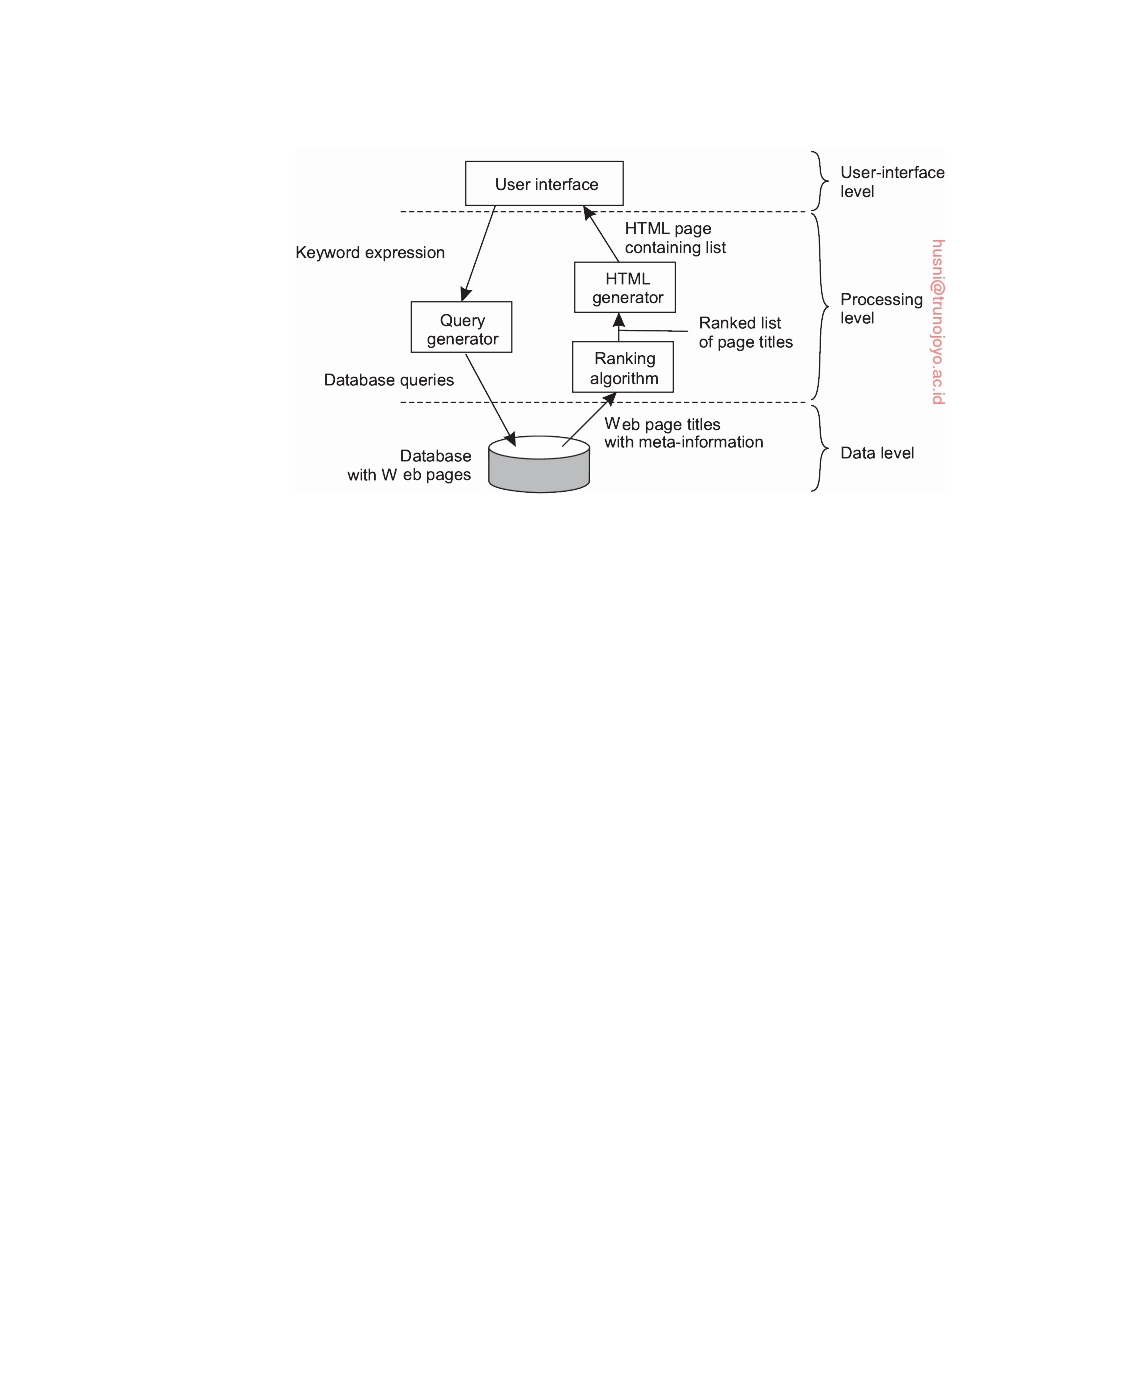 User interface
User-interface
level
HTML page
containing list
Keyword expression
HTML
generator
Processing
level
Query
generator
Ranked list
of page titles
Ranking
algorithm
Database queries
Web page titles
with meta-information
Database
with W eb pages
Data level
husni@trunojoyo.ac.id